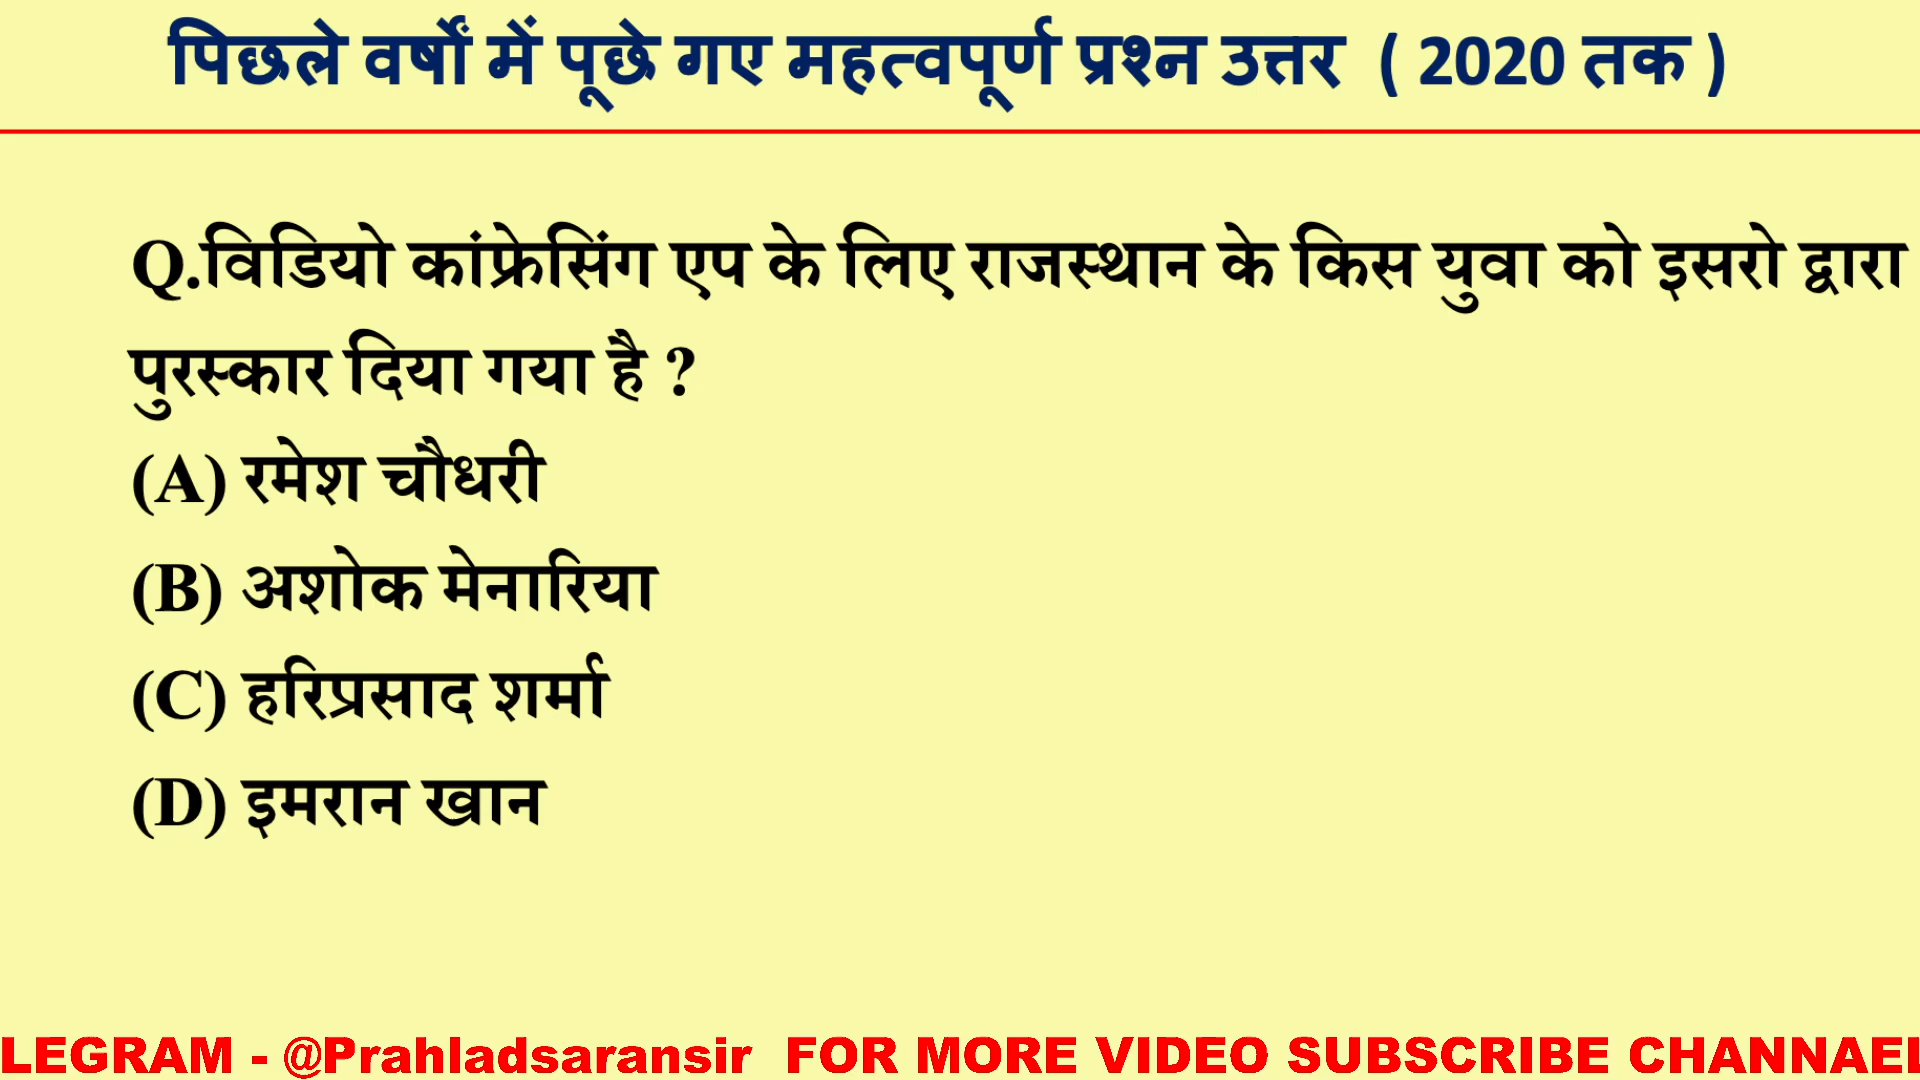 पिछले वर्षों में पूछे गए महत्वपूर्ण प्रश्न उत्तर ( 2020 तक )
Q.विडियो कांफ्रेसिंग एप के लिए राजस्थान के किस युवा को इसरो द्वारा
पुरस्कार दिया गया है ?
(A) रमेश चौधरी
(B) अशोक मेनारिया
(C) हरिप्रसाद शर्मा
(D) इमरान खान
LEGRAM - @Prahladsaransir FOR MORE VIDEO SUBSCRIBE CHANNAEL